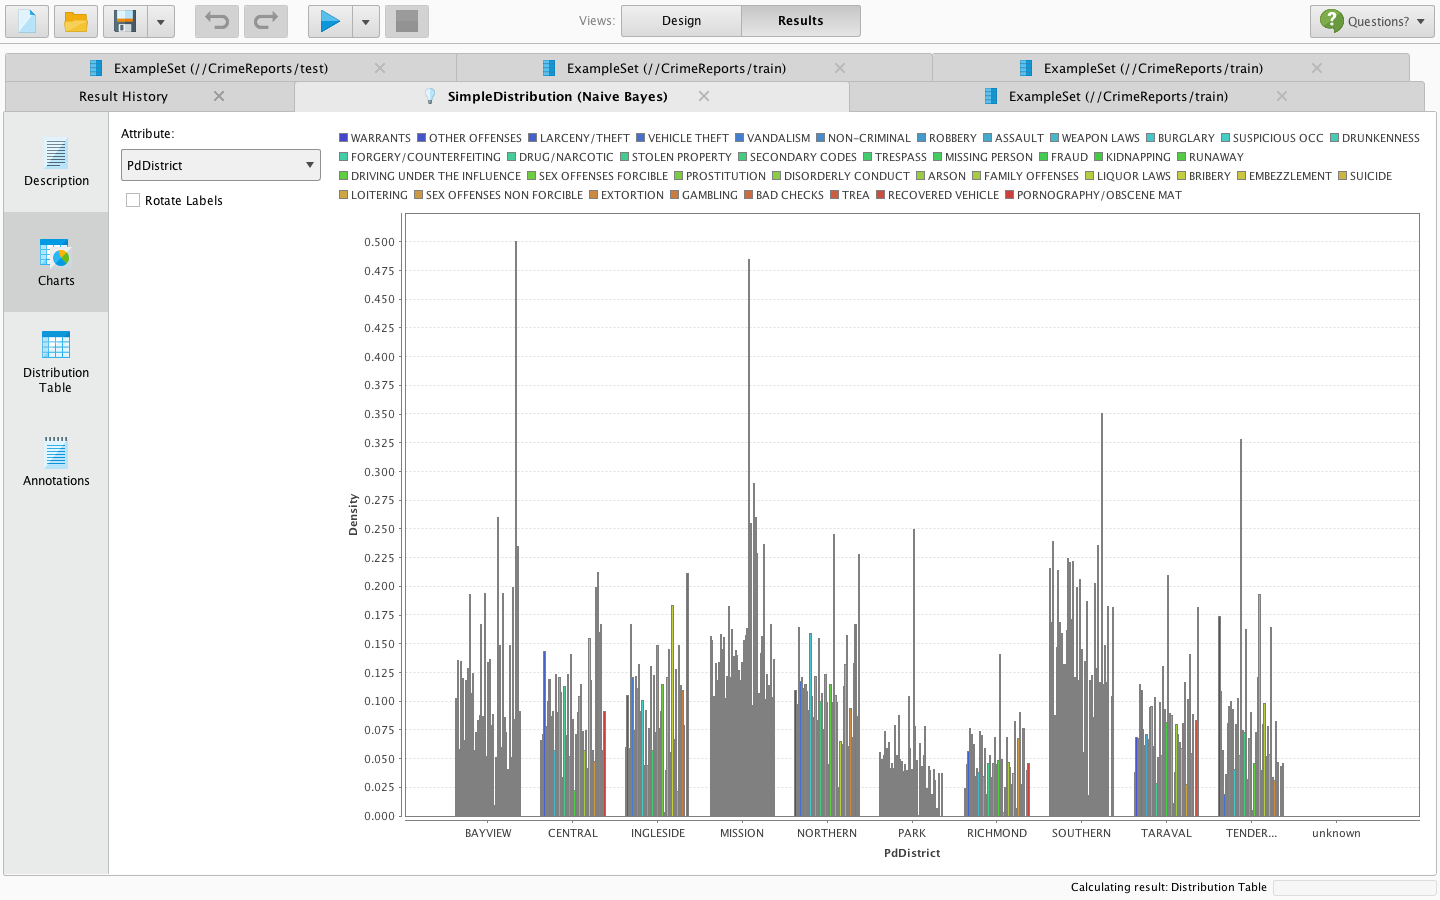 Views: Design Results Questions?
ExampleSet (//CrimeReports/test) ExampleSet (//CrimeReports/train) ExampleSet (//CrimeReports/train)
Result History SimpleDistribution (Naive Bayes) ExampleSet (//CrimeReports/train)
Description
Charts
Distribution
Table
Annotations
Attribute:
PdDistrict
Rotate Labels
WARRANTS OTHER OFFENSES LARCENY/THEFT VEHICLE THEFT VANDALISM NON-CRIMINAL ROBBERY ASSAULT WEAPON LAWS BURGLARY SUSPICIOUS OCC DRUNKENNESS
FORGERY/COUNTERFEITING DRUG/NARCOTIC STOLEN PROPERTY SECONDARY CODES TRESPASS MISSING PERSON FRAUD KIDNAPPING RUNAWAY
DRIVING UNDER THE INFLUENCE SEX OFFENSES FORCIBLE PROSTITUTION DISORDERLY CONDUCT ARSON FAMILY OFFENSES LIQUOR LAWS BRIBERY EMBEZZLEMENT SUICIDE
LOITERING SEX OFFENSES NON FORCIBLE EXTORTION GAMBLING BAD CHECKS TREA RECOVERED VEHICLE PORNOGRAPHY/OBSCENE MAT
0.500
0.475
0.450
0.425
0.400
0.375
0.350
0.325
0.300
0.275
0.250
0.225
0.200
0.175
0.150
0.125
0.100
0.075
0.050
0.025
0.000
Density
BAYVIEW CENTRAL INGLESIDE MISSION NORTHERN PARK RICHMOND SOUTHERN TARAVAL TENDER... unknown
PdDistrict
Calculating result: Distribution Table